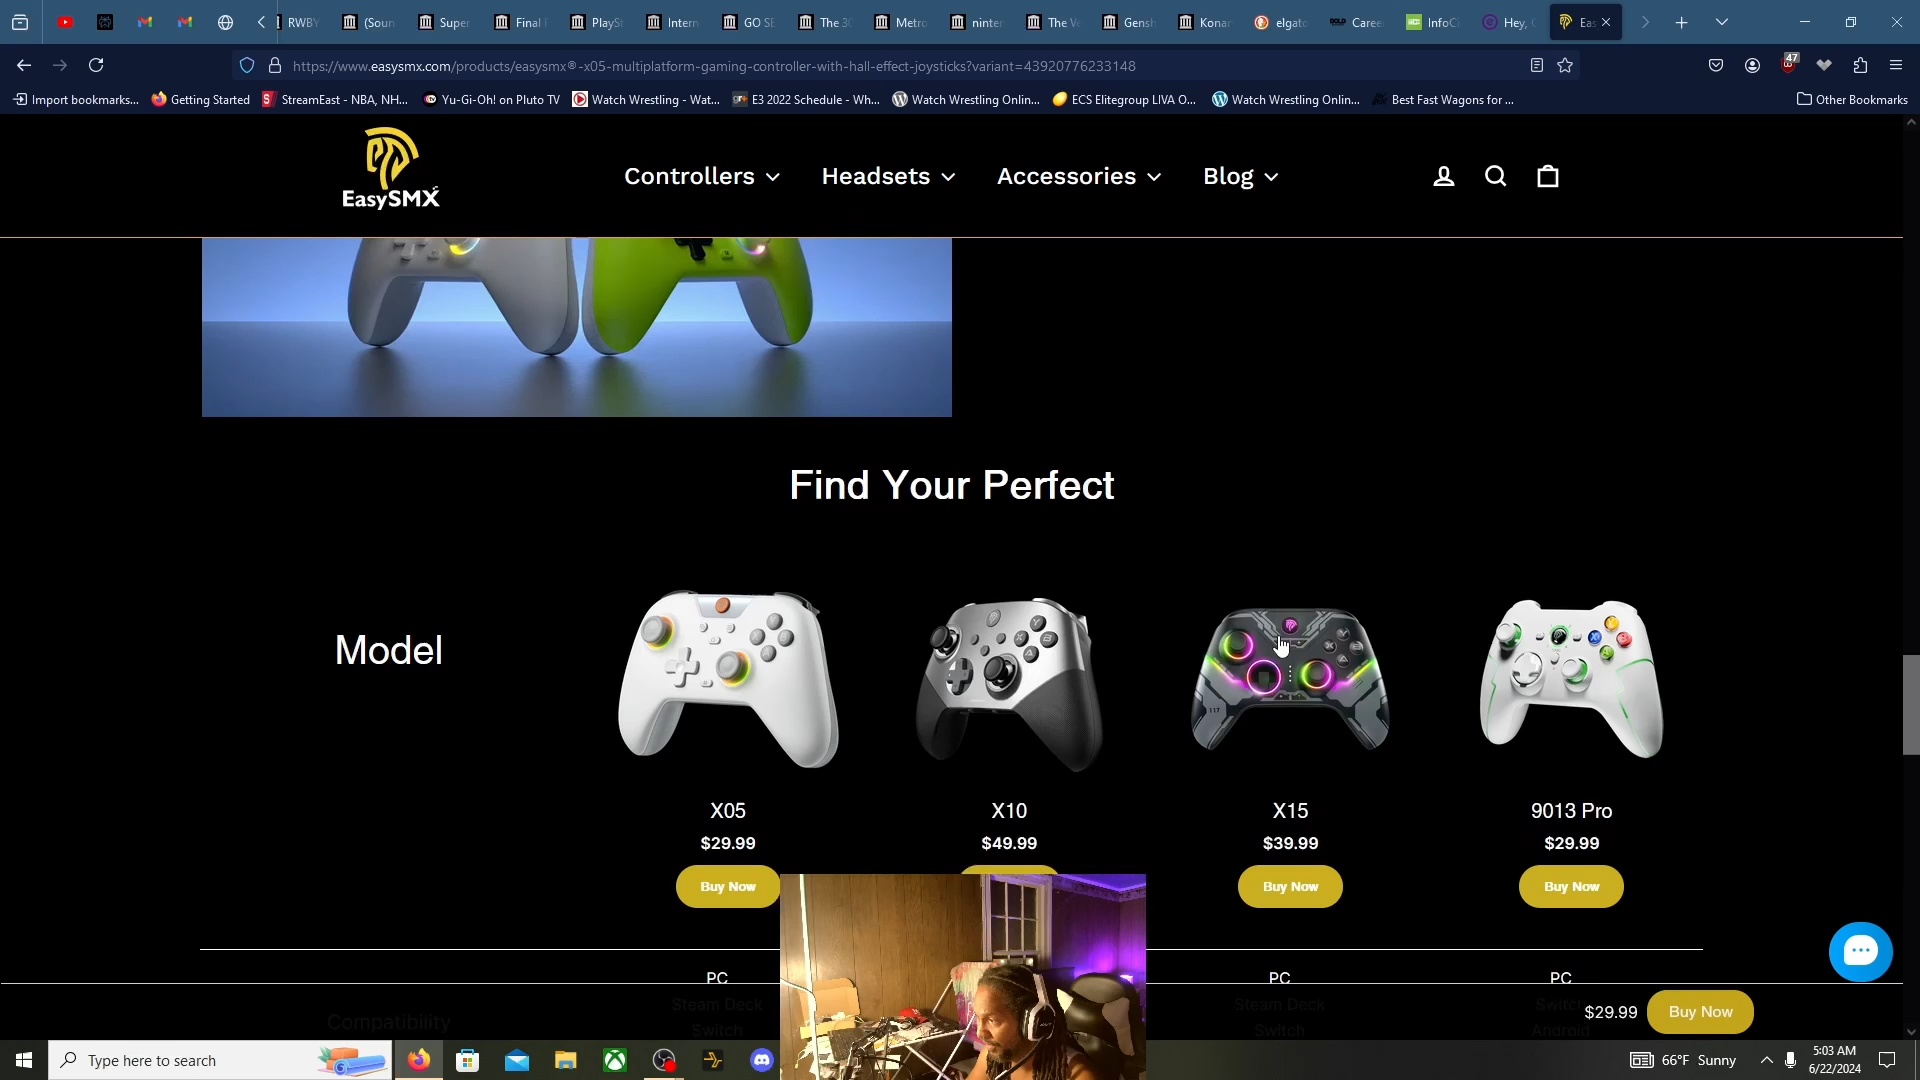 RWBY
(Soun
Super
Final F
PlaySt
Intern
GO SE
The 30
Metro
ninten
The Ve
Gensh
Konar
elgato
Caree
InfoCa
Hey, C
Eas
https://www.easysmx.com/products/easysmx®-x05-multiplatform-gaming-controller-with-hall-effect-joysticks?variant=43920776233148
47
Import bookmarks...
Getting Started
StreamEast - NBA, NH...
Yu-Gi-Oh! on Pluto TV
Watch Wrestling - Wat...
E3 2022 Schedule - Wh...
Watch Wrestling Onlin...
ECS Elitegroup LIVA O...
Watch Wrestling Onlin...
Best Fast Wagons for ...
Other Bookmarks
EasySMX
Controllers
Headsets
Accessories
Blog
Find Your Perfect
Model
X05
X10
X15
9013 Pro
$29.99
$49.99
$39.99
$29.99
Buy Now
Buy Now
Buy Now
PC
PC
PC
Steam Deck
Steam Deck
Switch
Compatibility
Switch
Switch
Android
$29.99
Buy Now
Type here to search
66°F Sunny
5:03 AM
6/22/2024